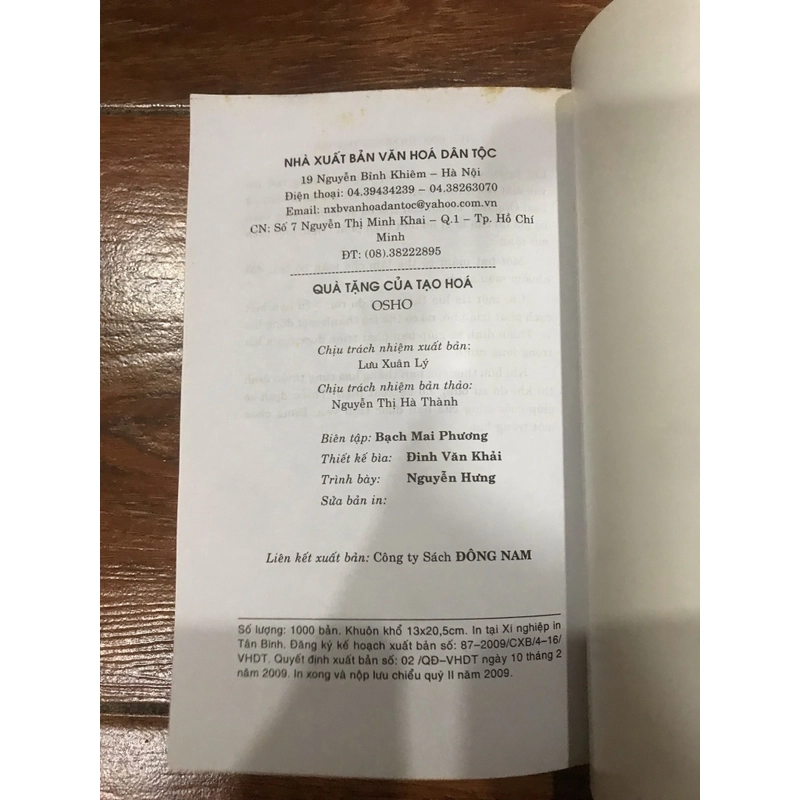 NHÀ XUẤT BẢN VĂN HOÁ DÂN TỘC
19 Nguyễn Bỉnh Khiêm – Hà Nội
Điện thoại: 04.39434239 – 04.38263070
Email: nxbvanhoadantoc@yahoo.com.vn
CN: Số 7 Nguyễn Thị Minh Khai – Q.1 – Tp. Hồ Chí
Minh
ĐT: (08).38222895
QUÀ TẶNG CỦA TẠO HOÁ
OSHO
Chịu trách nhiệm xuất bản:
Lưu Xuân Lý
Chịu trách nhiệm bản thảo:
Nguyễn Thị Hà Thành
Biên tập: Bạch Mai Phương
Thiết kế bìa: Đinh Văn Khải
Trình bày: Nguyễn Hưng
Sửa bản in:
Liên kết xuất bản: Công ty Sách ĐÔNG NAM
Số lượng: 1000 bản. Khuôn khổ 13x20,5cm. In tại Xí nghiệp in
Tân Bình. Đăng ký kế hoạch xuất bản số: 87-2009/CXB/4-16/
VHDT. Quyết định xuất bản số: 02 /QĐ-VHDT ngày 10 tháng 2
năm 2009. In xong và nộp lưu chiểu quý II năm 2009.